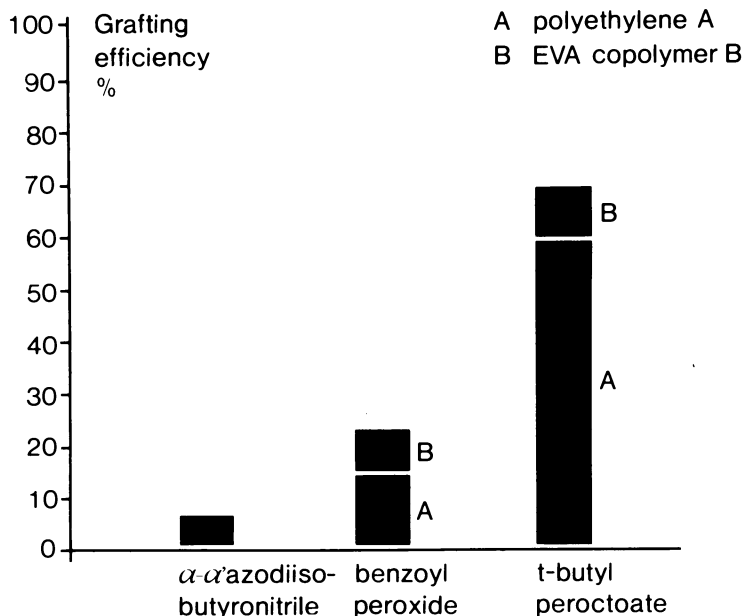 100
Grafting
efficiency
%
A polyethylene A
B EVA copolymer B
90
80
70
60
50
40
30
20
10
0
B
A
B
A
α-α'azodiiso-
butyronitrile
benzoyl
peroxide
t-butyl
peroctoate